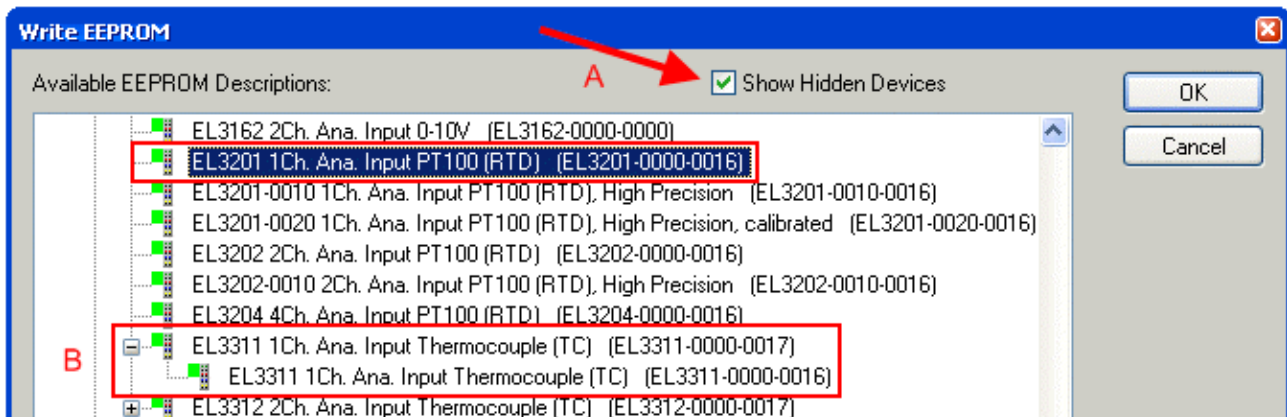 Write EEPROM
Available EEPROM Descriptions:
A
Show Hidden Devices
OK
Cancel
EL3162 2Ch. Ana. Input 0-10V (EL3162-0000-0000)
EL3201 1Ch. Ana. Input PT100 (RTD) (EL3201-0000-0016)
EL3201-0010 1Ch. Ana. Input PT100 (RTD), High Precision (EL3201-0010-0016)
EL3201-0020 1Ch. Ana. Input PT100 (RTD), High Precision, calibrated (EL3201-0020-0016)
EL3202 2Ch. Ana. Input PT100 (RTD) (EL3202-0000-0016)
EL3202-0010 2Ch. Ana. Input PT100 (RTD), High Precision (EL3202-0010-0016)
EL3204 4Ch. Ana. Input PT100 (RTD) (EL3204-0000-0016)
B
EL3311 1Ch. Ana. Input Thermocouple (TC) (EL3311-0000-0017)
EL3311 1Ch. Ana. Input Thermocouple (TC) (EL3311-0000-0016)
EL3312 2Ch. Ana. Input Thermocouple (TC) (EL3312-0000-0017)